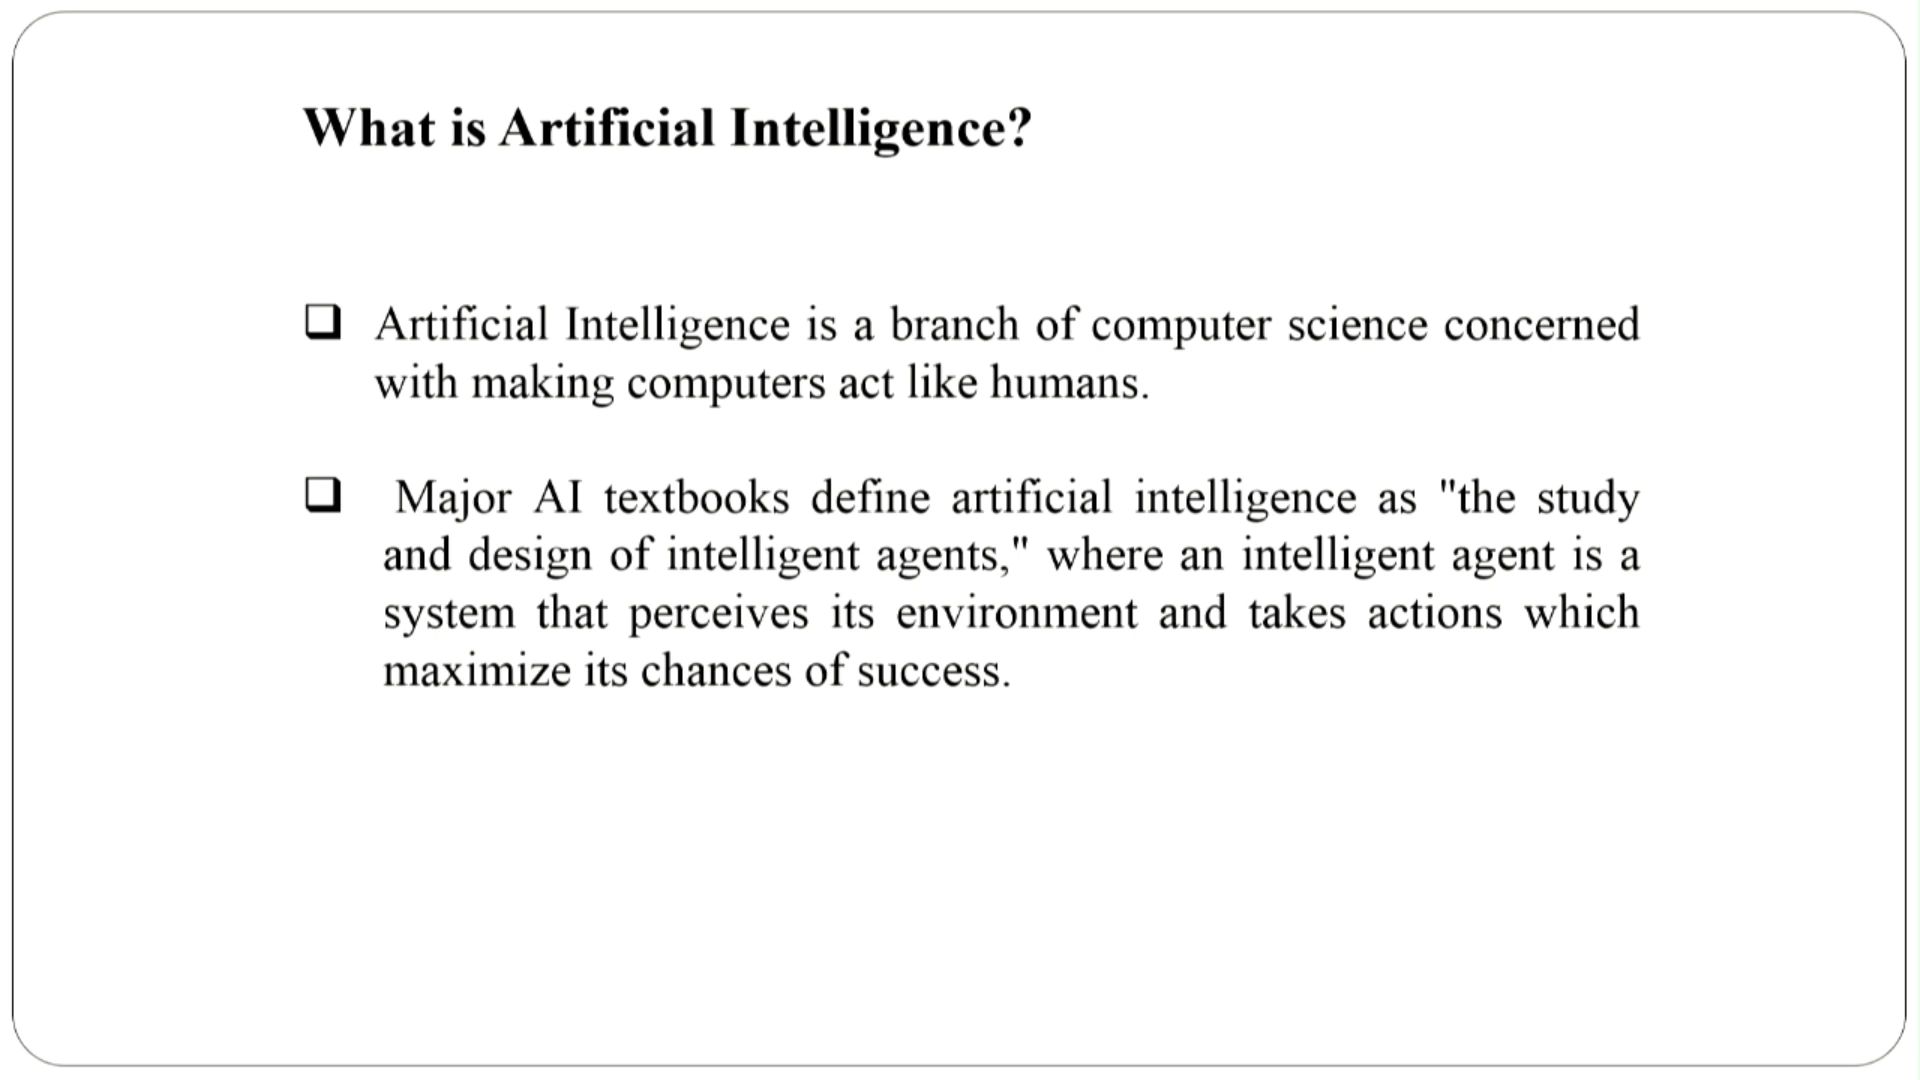 What is Artificial Intelligence?
❑ Artificial Intelligence is a branch of computer science concerned
with making computers act like humans.
❑ Major AI textbooks define artificial intelligence as "the study
and design of intelligent agents," where an intelligent agent is a
system that perceives its environment and takes actions which
maximize its chances of success.